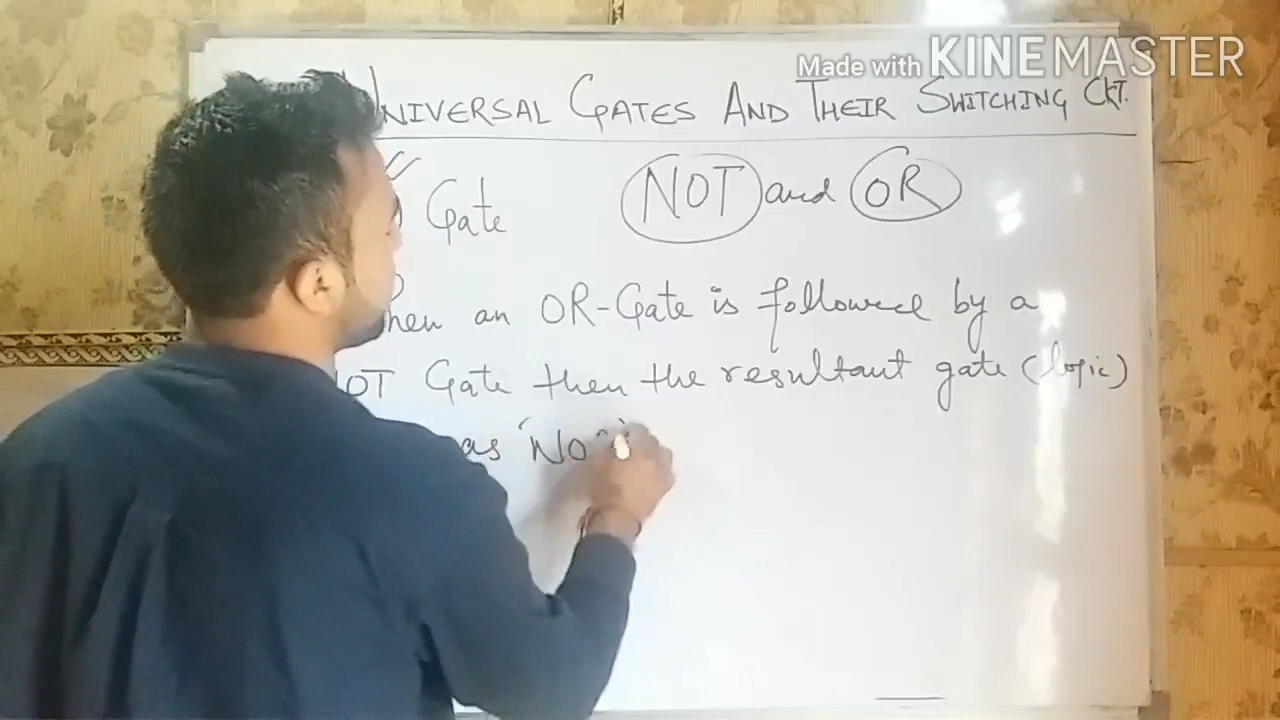 Made with KINEMASTER
UNIVERSAL GATES AND THEIR SWITCHING CKT.
Gate NOT and OR
hen an OR-Gate is followed by a
OT Gate then the resultant gate (logic)
as 'NO